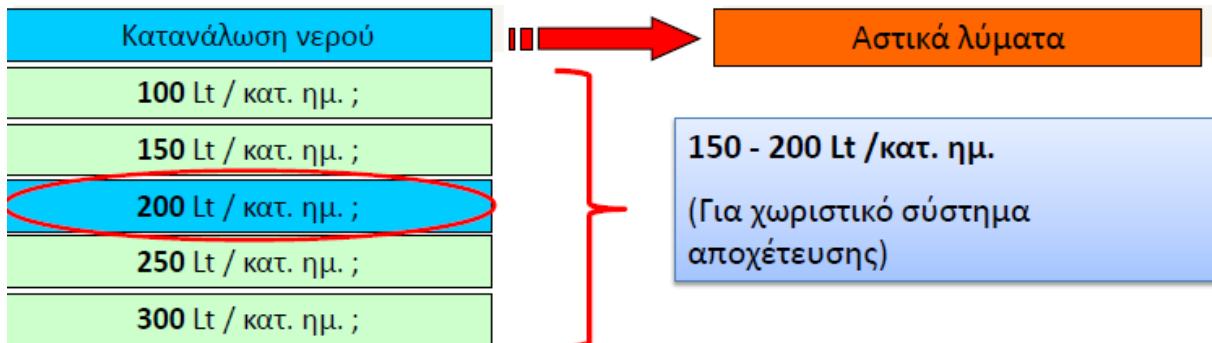 Κατανάλωση νερού
Αστικά λύματα
100 Lt / κατ. ημ. ;
150 Lt / κατ. ημ. ;
200 Lt / κατ. ημ. ;
250 Lt / κατ. ημ. ;
300 Lt / κατ. ημ. ;
150 - 200 Lt /κατ. ημ.
(Για χωριστικό σύστημα
αποχέτευσης)